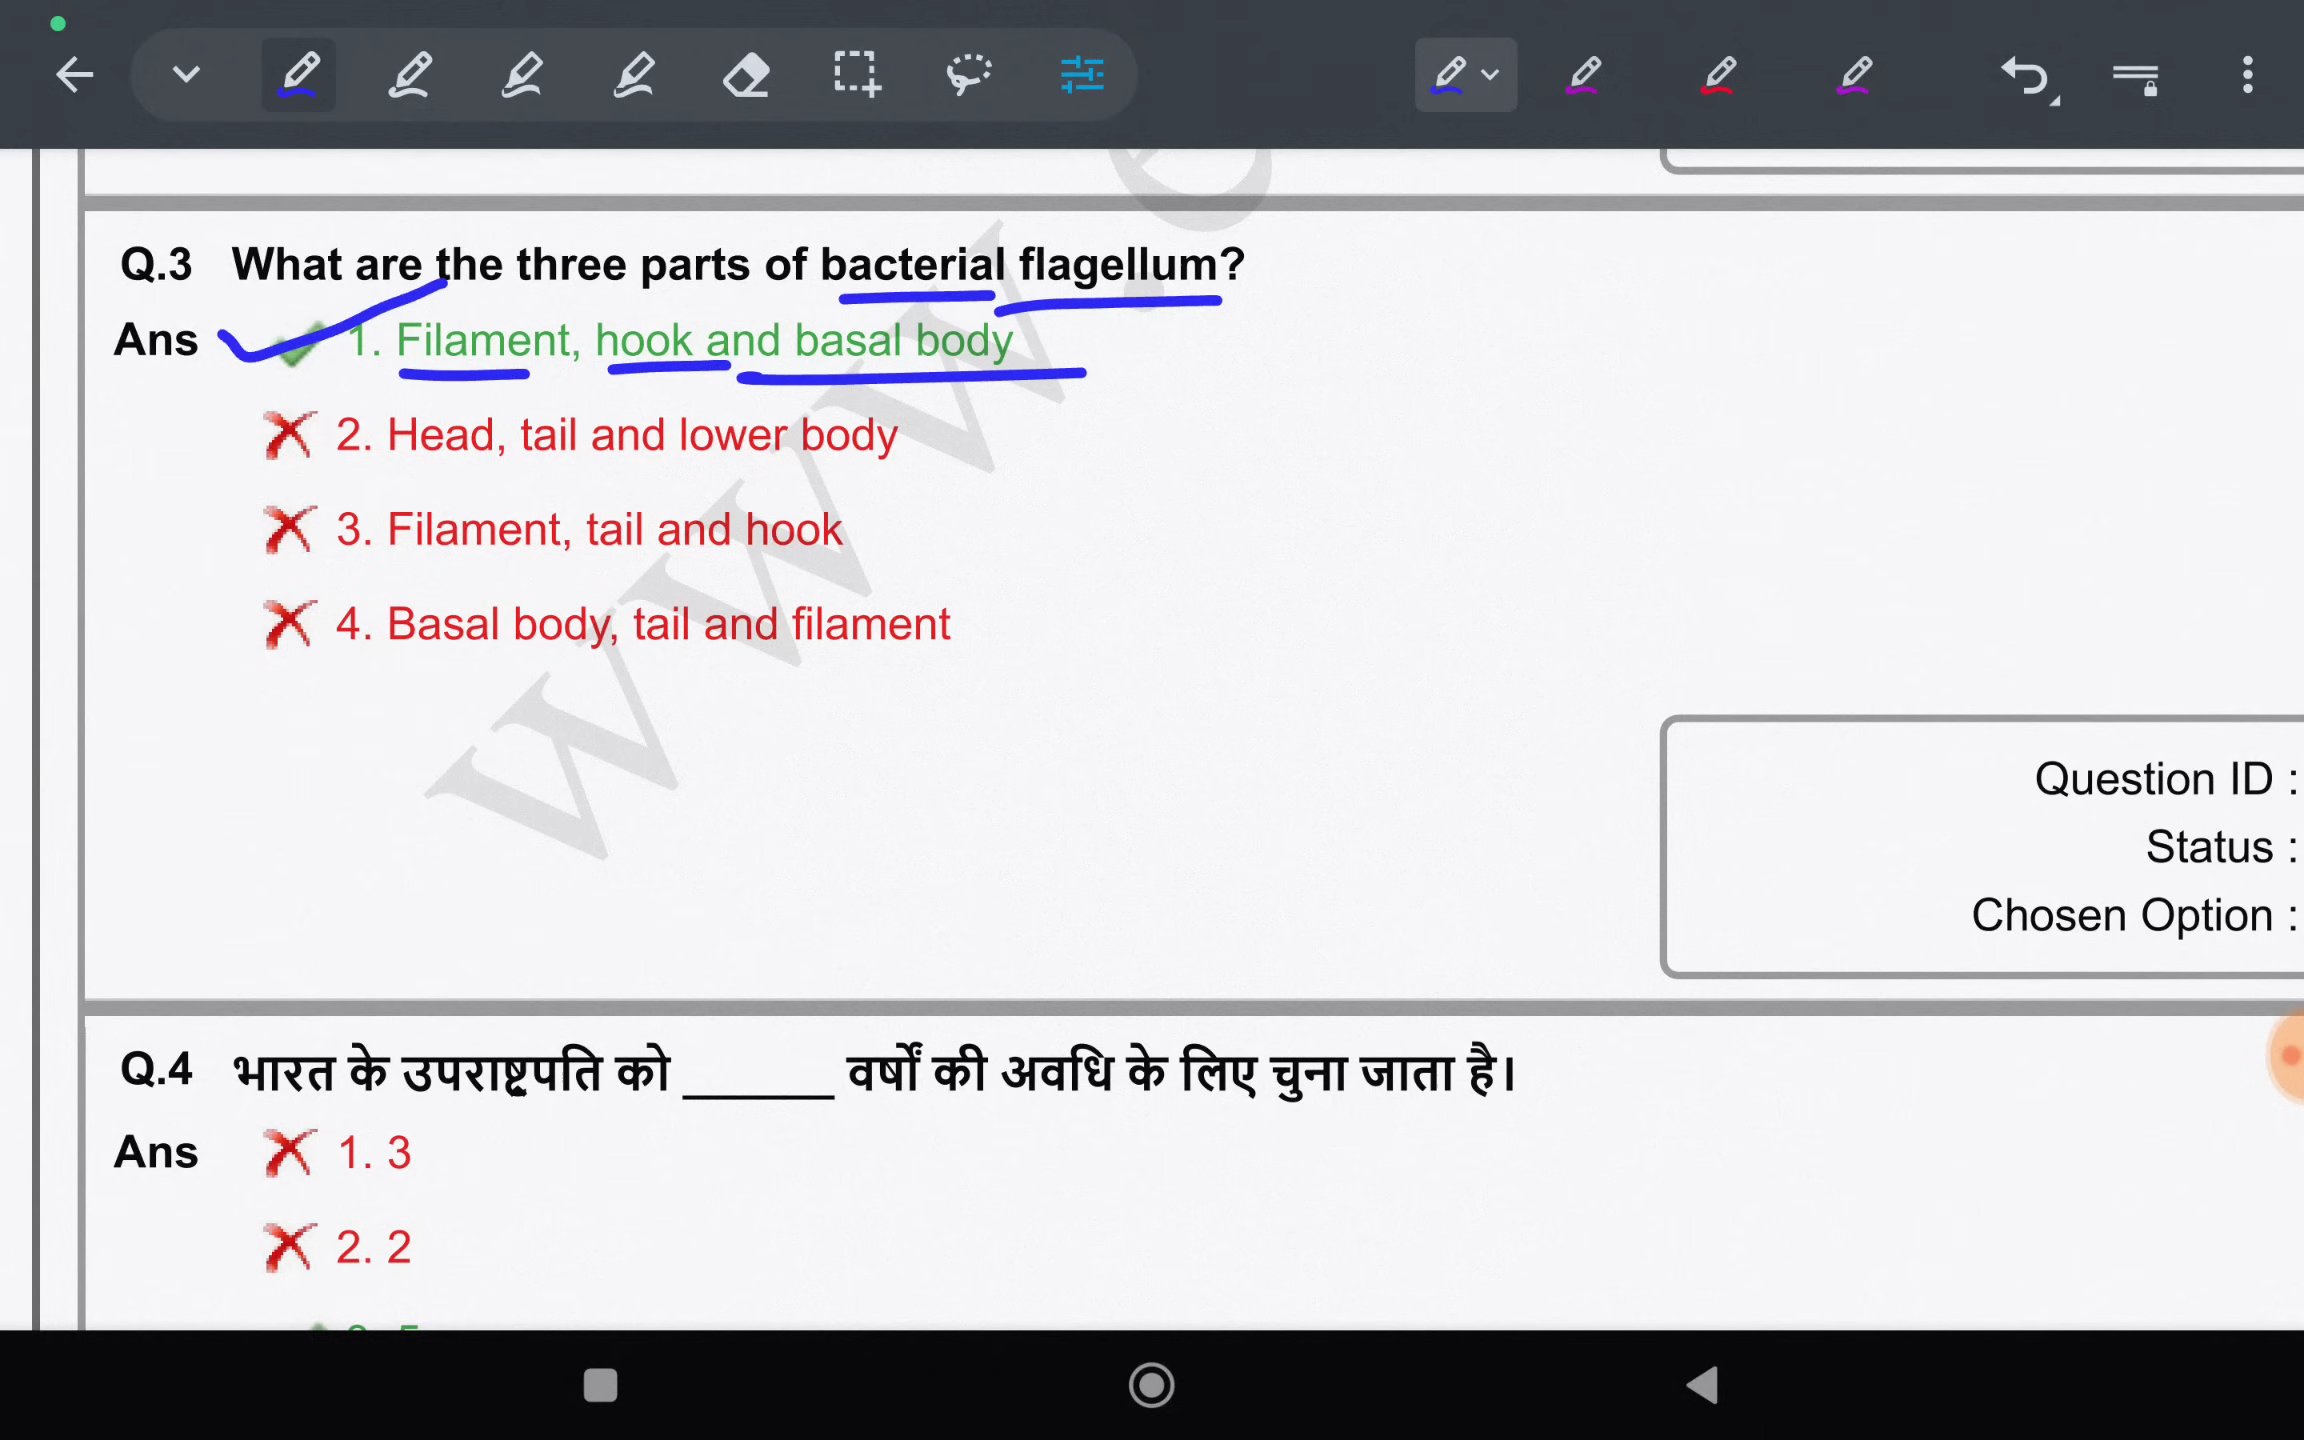 Q.3 What are the three parts of bacterial flagellum?
Ans 1. Filament, hook and basal body
2. Head, tail and lower body
3. Filament, tail and hook
4. Basal body, tail and filament
www.e
Question ID :
Status :
Chosen Option :
Q.4 भारत के उपराष्ट्रपति को ______ वर्षों की अवधि के लिए चुना जाता है।
Ans 1. 3
2. 2